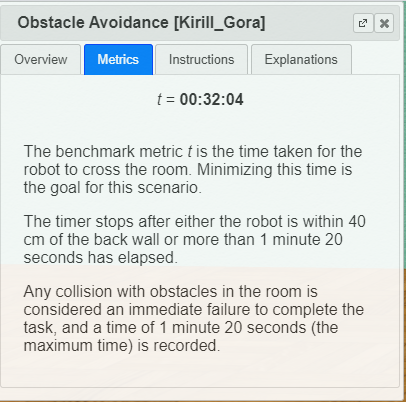 Obstacle Avoidance [Kirill_Gora]
Overview Metrics Instructions Explanations
t = 00:32:04
The benchmark metric t is the time taken for the
robot to cross the room. Minimizing this time is
the goal for this scenario.
The timer stops after either the robot is within 40
cm of the back wall or more than 1 minute 20
seconds has elapsed.
Any collision with obstacles in the room is
considered an immediate failure to complete the
task, and a time of 1 minute 20 seconds (the
maximum time) is recorded.